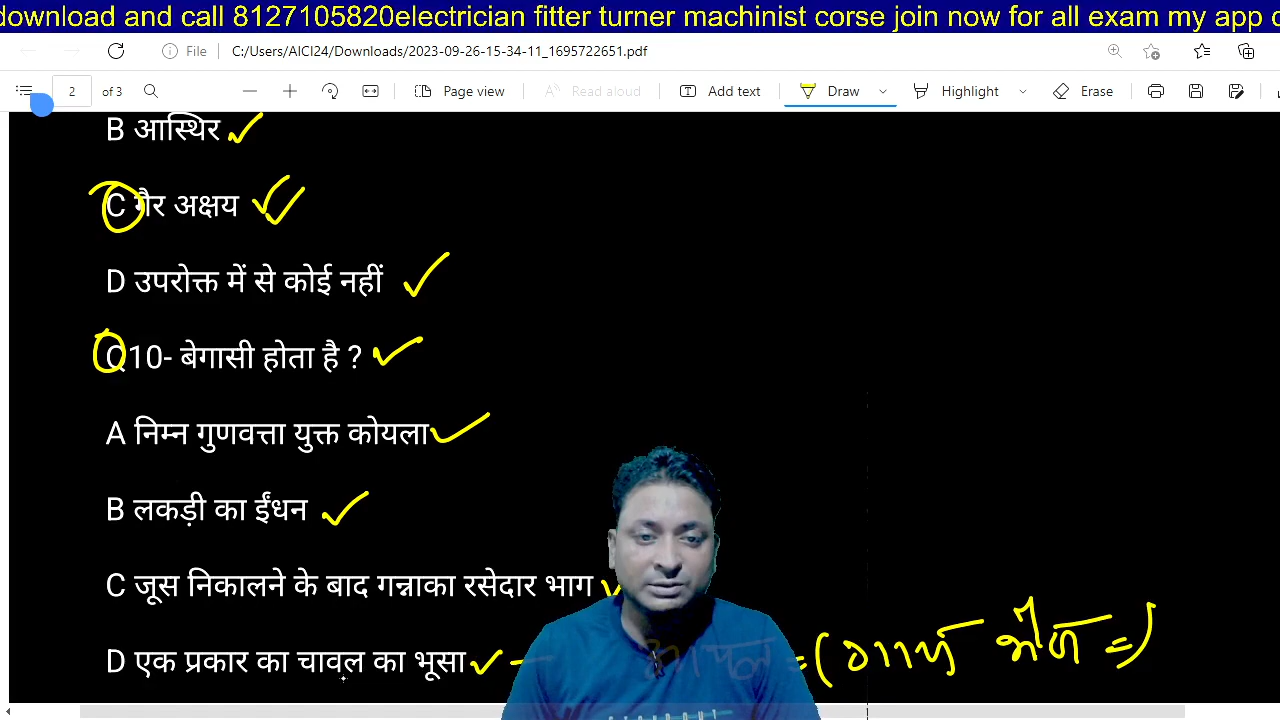 download and call 8127105820electrician fitter turner machinist corse join now for all exam my app
File C:/Users/AICI24/Downloads/2023-09-26-15-34-11_1695722651.pdf
2 of 3 Page view Read aloud Add text Draw Highlight Erase
B आस्थिर
C गैर अक्षय
D उपरोक्त में से कोई नहीं
Q10- बेगासी होता है ?
A निम्न गुणवत्ता युक्त कोयला
B लकड़ी का ईंधन
C जूस निकालने के बाद गन्नाका रसेदार भाग
D एक प्रकार का चावल का भूसा